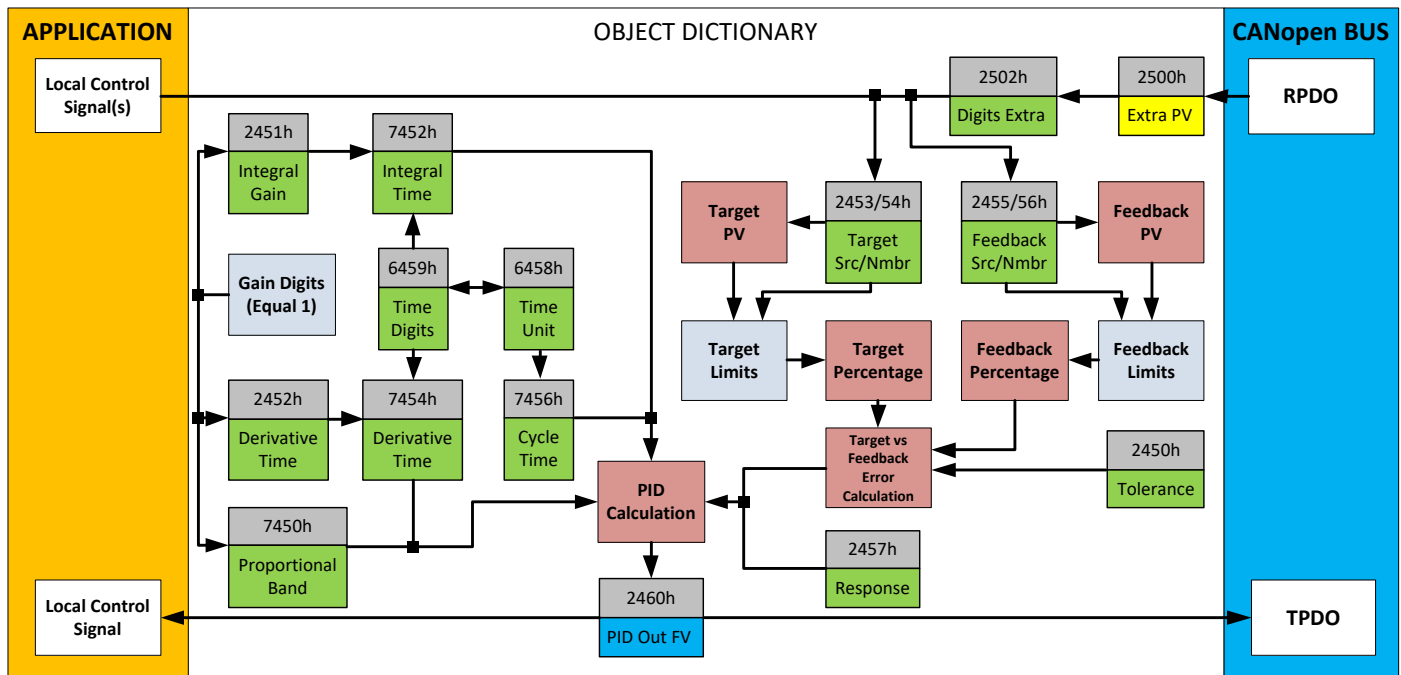 APPLICATION
OBJECT DICTIONARY
CANopen BUS
Local Control
Signal(s)
2502h
Digits Extra
2500h
Extra PV
RPDO
2451h
Integral
Gain
7452h
Integral
Time
Target
PV
2453/54h
Target
Src/Nmbr
2455/56h
Feedback
Src/Nmbr
Feedback
PV
Gain Digits
(Equal 1)
6459h
Time
Digits
6458h
Time
Unit
Target
Limits
Target
Percentage
Feedback
Percentage
Feedback
Limits
2452h
Derivative
Time
7454h
Derivative
Time
7456h
Cycle
Time
Target vs
Feedback
Error
Calculation
2450h
Tolerance
PID
Calculation
7450h
Proportional
Band
2457h
Response
Local Control
Signal
2460h
PID Out FV
TPDO